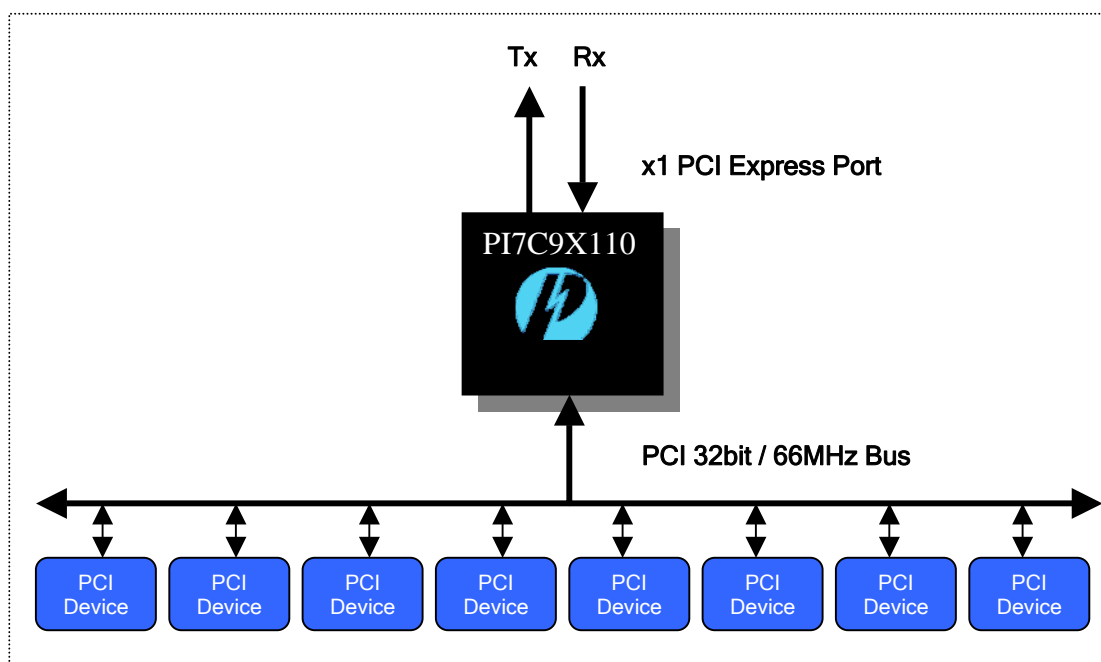 Tx Rx
x1 PCI Express Port
PI7C9X110
PCI 32bit / 66MHz Bus
PCI
Device
PCI
Device
PCI
Device
PCI
Device
PCI
Device
PCI
Device
PCI
Device
PCI
Device